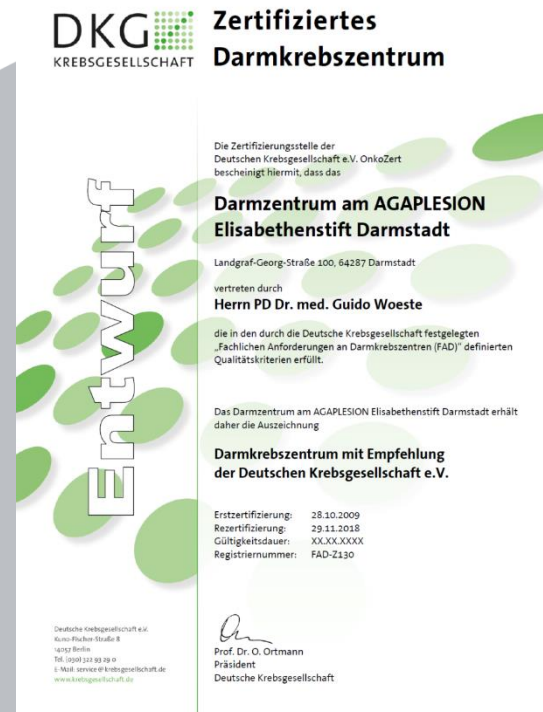 DKG
KREBSGESELLSCHAFT
Zertifiziertes
Darmkrebszentrum
Die Zertifizierungsstelle der
Deutschen Krebsgesellschaft e.V. OnkoZert
bescheinigt hiermit, dass das
Darmzentrum am AGAPLESION
Elisabethenstift Darmstadt
Landgraf-Georg-Straße 100, 64287 Darmstadt
vertreten durch
Herrn PD Dr. med. Guido Woeste
die in den durch die Deutsche Krebsgesellschaft festgelegten
„Fachlichen Anforderungen an Darmkrebszentren (FAD)“ definierten
Qualitätskriterien erfüllt.
Das Darmzentrum am AGAPLESION Elisabethenstift Darmstadt erhält
daher die Auszeichnung
Darmkrebszentrum mit Empfehlung
der Deutschen Krebsgesellschaft e.V.
Erstzertifizierung: 28.10.2009
Rezertifizierung: 29.11.2018
Gültigkeitsdauer: XX.XX.XXXX
Registriernummer: FAD-Z130
Prof. Dr. O. Ortmann
Präsident
Deutsche Krebsgesellschaft
Entwurf
Deutsche Krebsgesellschaft e.V.
Kuno-Fischer-Straße 8
14057 Berlin
Tel. (030) 322 93 29 0
E-Mail: service@krebsgesellschaft.de
www.krebsgesellschaft.de